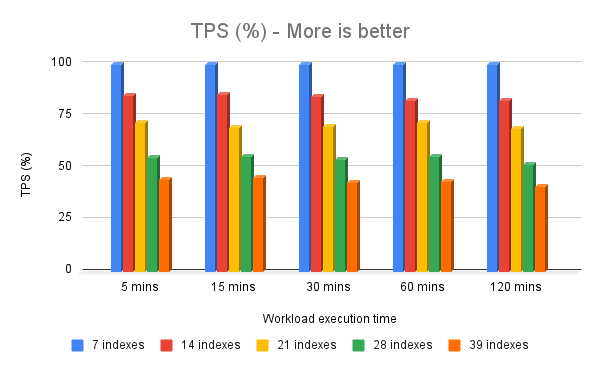 TPS (%) - More is better
100
75
50
25
0
TPS (%)
5 mins 15 mins 30 mins 60 mins 120 mins
Workload execution time
7 indexes 14 indexes 21 indexes 28 indexes 39 indexes